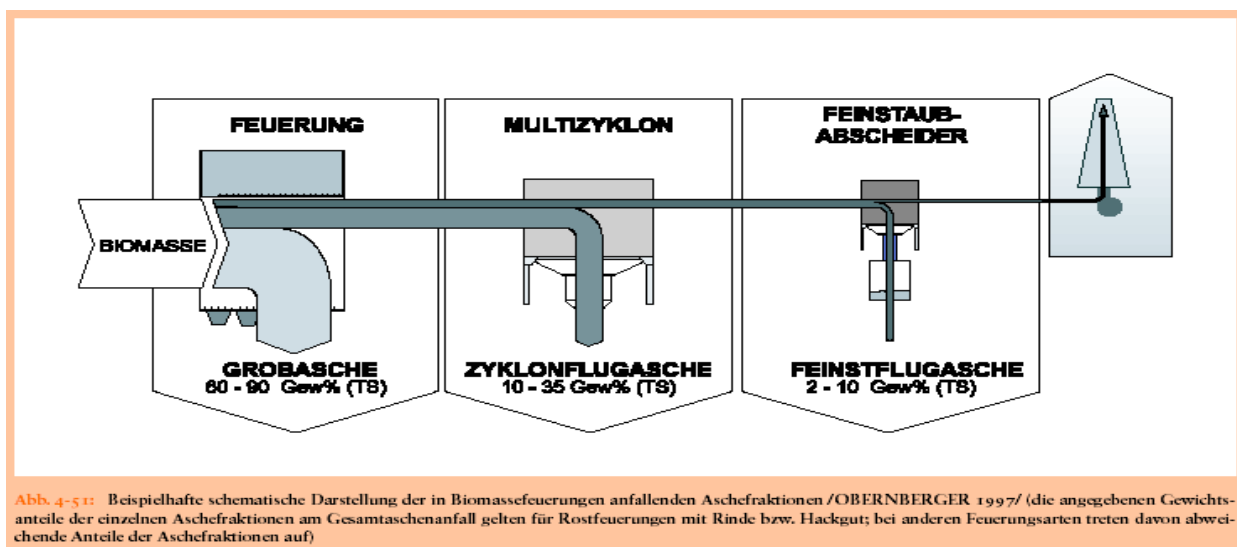 FEUERUNG
MULTIZYKLON
FEINSTAUB-
ABSCHEIDER
BIOMASSE
GROBASCHE
60 - 90 Gew% (TS)
ZYKLONFLUGASCHE
10 - 35 Gew% (TS)
FEINSTFLUGASCHE
2 - 10 Gew% (TS)
Abb. 4-51: Beispielhafte schematische Darstellung der in Biomassefeuerungen anfallenden Aschefraktionen /OBERNBERGER 1997/ (die angegebenen Gewichts-
anteile der einzelnen Aschefraktionen am Gesamtaschenanfall gelten für Rostfeuerungen mit Rinde bzw. Hackgut; bei anderen Feuerungsarten treten davon abwei-
chende Anteile der Aschefraktionen auf)